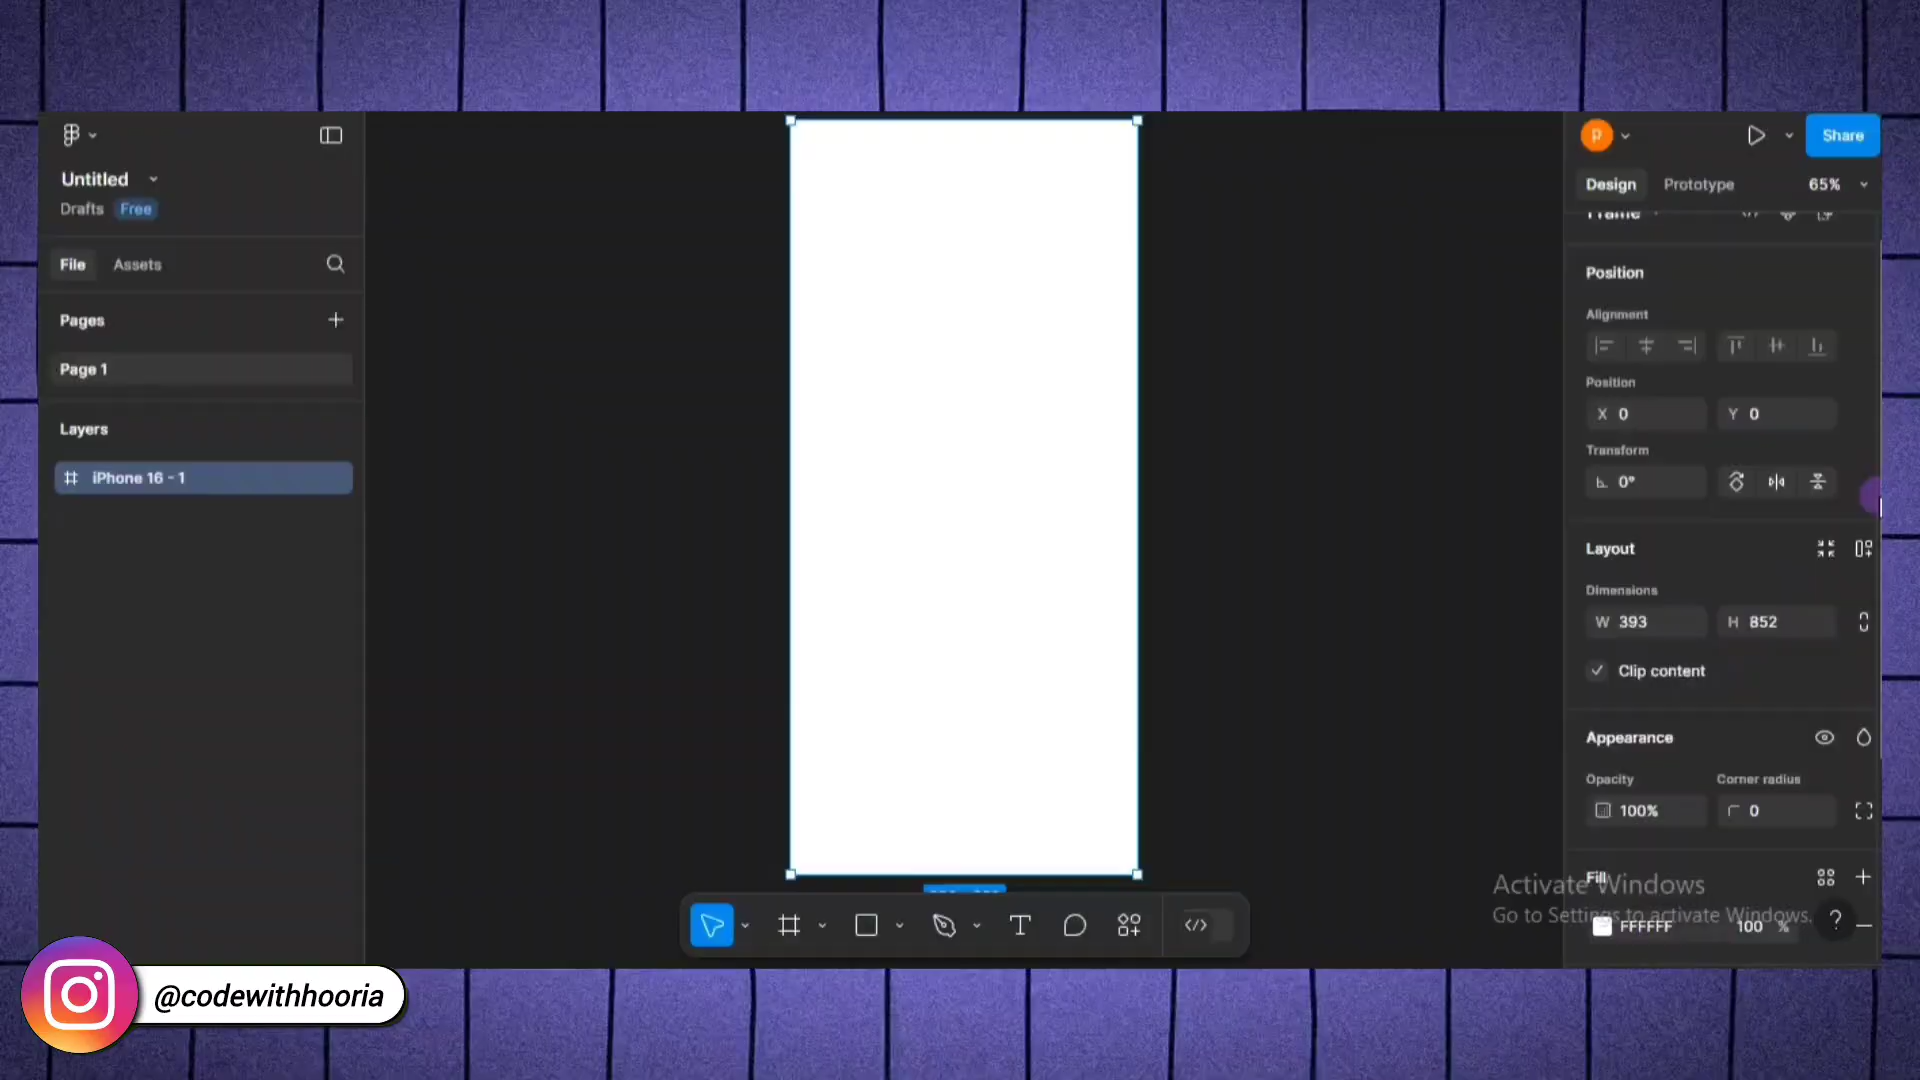 Untitled
Drafts Free
File Assets
Pages
Page 1
Layers
iPhone 16 - 1
p
Share
Design Prototype 65%
Frame
Position
Alignment
Position
X 0 Y 0
Transform
0°
Layout
Dimensions
W 393 H 852
Clip content
Appearance
Opacity Corner radius
100% 0
Fill
FFFFFF 100 %
?
Activate Windows
Go to Settings to activate Windows.
@codewithhooria